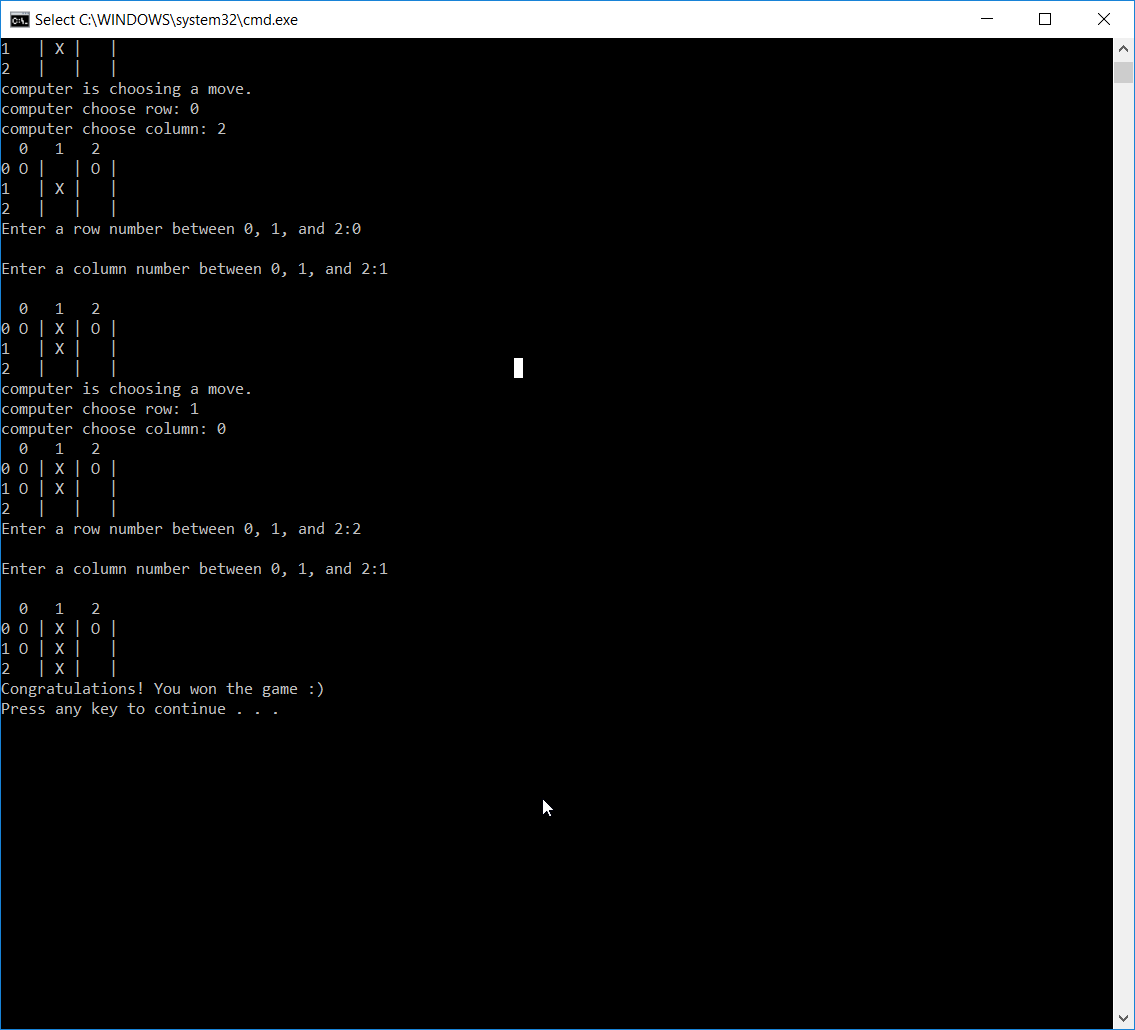 Select C:\WINDOWS\system32\cmd.exe
1   | X |   |
2   |   |   |
computer is choosing a move.
computer choose row: 0
computer choose column: 2
  0   1   2
0 O |   | O |
1   | X |   |
2   |   |   |
Enter a row number between 0, 1, and 2:0
Enter a column number between 0, 1, and 2:1
  0   1   2
0 O | X | O |
1   | X |   |
2   |   |   |
computer is choosing a move.
computer choose row: 1
computer choose column: 0
  0   1   2
0 O | X | O |
1 O | X |   |
2   |   |   |
Enter a row number between 0, 1, and 2:2
Enter a column number between 0, 1, and 2:1
  0   1   2
0 O | X | O |
1 O | X |   |
2   | X |   |
Congratulations! You won the game :)
Press any key to continue . . .